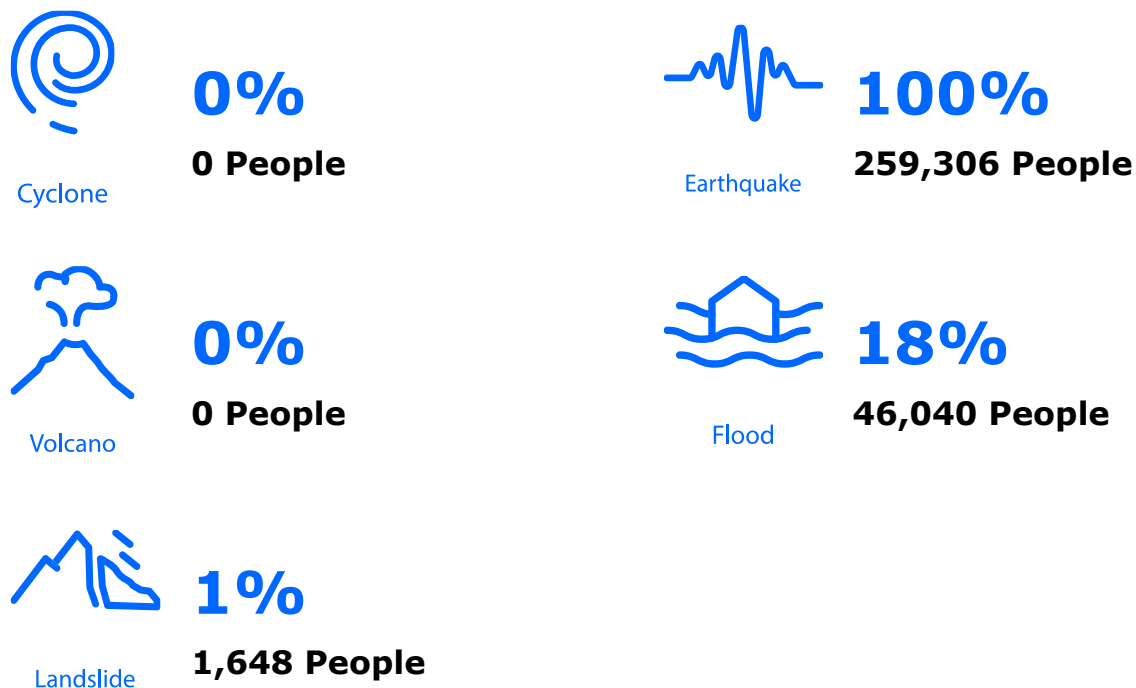 0%
0 People
Cyclone
100%
259,306 People
Earthquake
0%
0 People
Volcano
18%
46,040 People
Flood
1%
1,648 People
Landslide